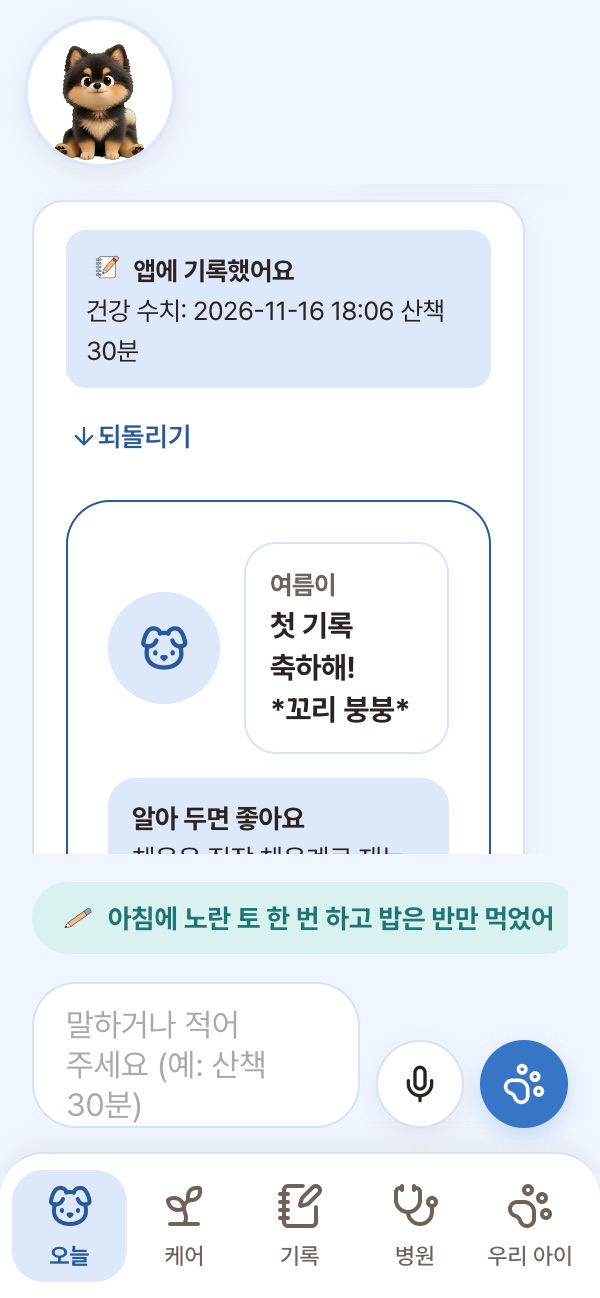 앱에 기록했어요
건강 수치: 2026-11-16 18:06 산책
30분
되돌리기
여름이
첫 기록
축하해!
*꼬리 붕붕*
알아 두면 좋아요
아침에 노란 토 한 번 하고 밥은 반만 먹었어
말하거나 적어
주세요 (예: 산책
30분)
오늘
케어
기록
병원
우리 아이